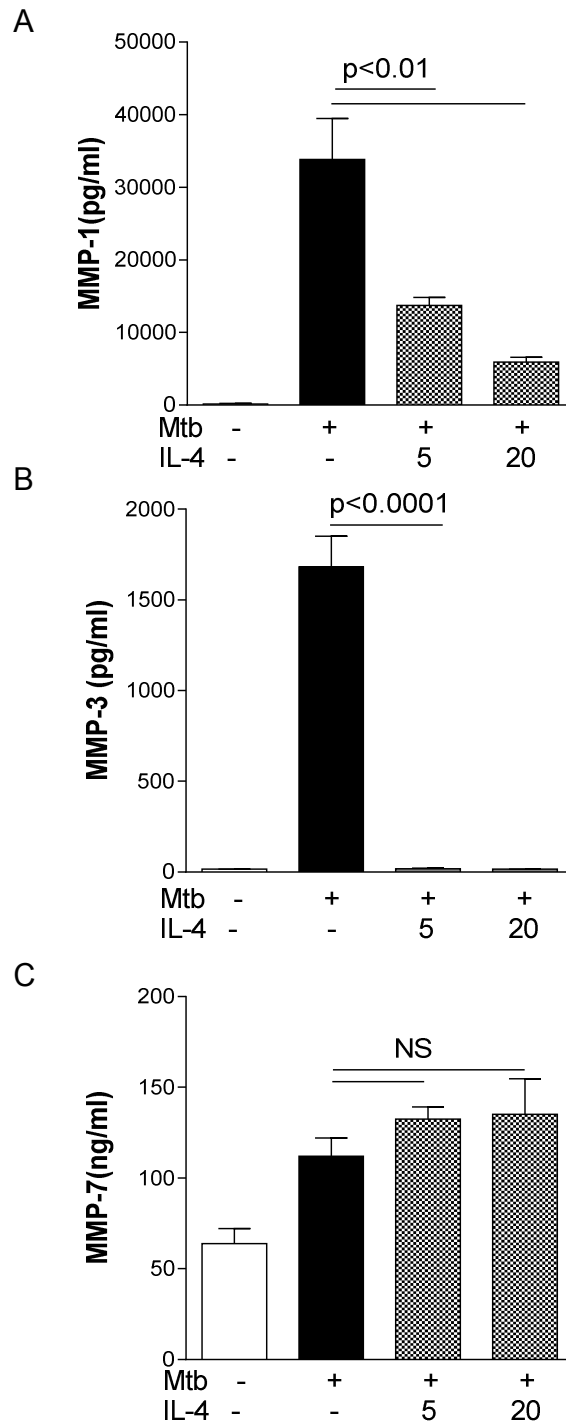 A
50000
40000
30000
20000
10000
0
MMP-1(pg/ml)
p<0.01
Mtb - + + +
IL-4 - - 5 20
B
2000
1500
1000
500
0
MMP-3 (pg/ml)
p<0.0001
Mtb - + + +
IL-4 - - 5 20
C
200
150
100
50
0
MMP-7(ng/ml)
NS
Mtb - + + +
IL-4 - - 5 20